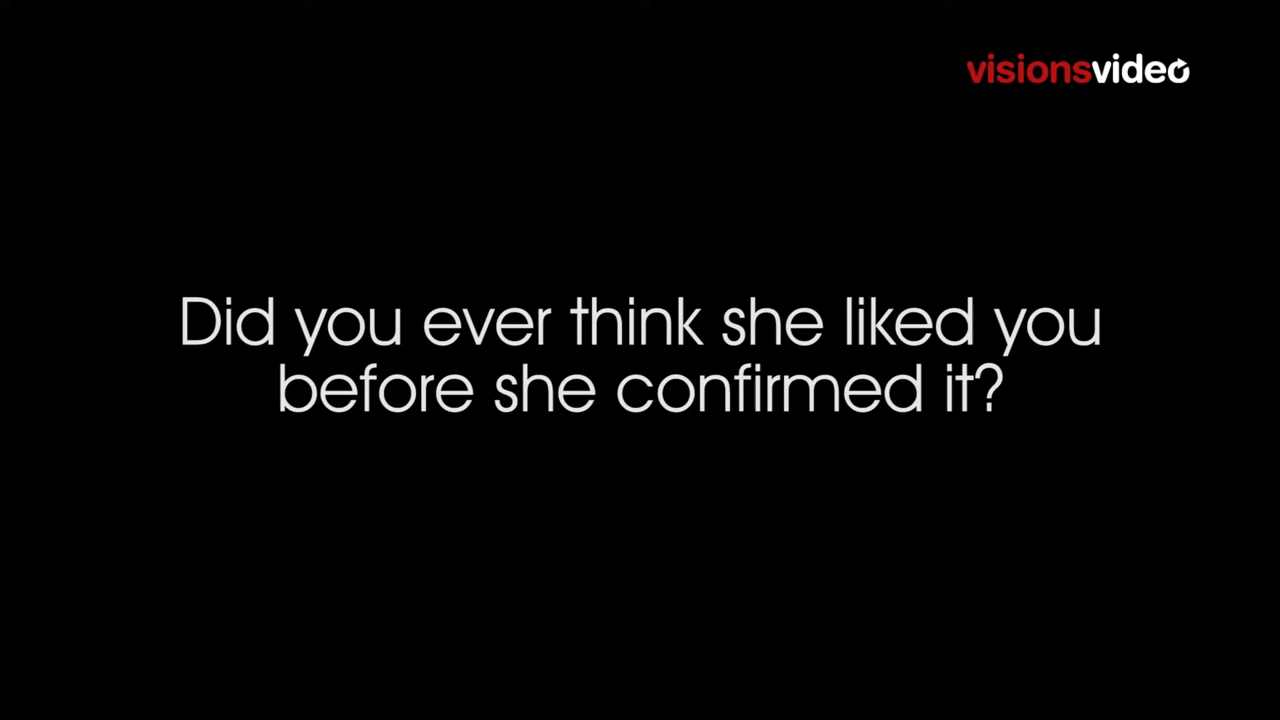 visionsvideo
Did you ever think she liked you
before she confirmed it?